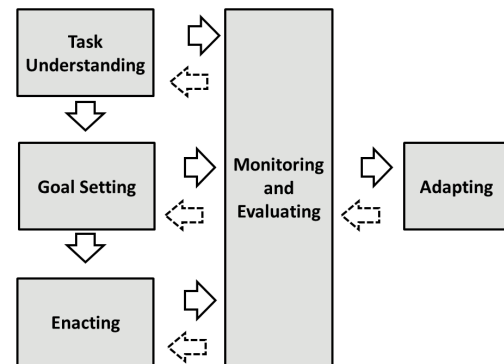 Task
Understanding
Goal Setting
Enacting
Monitoring
and
Evaluating
Adapting